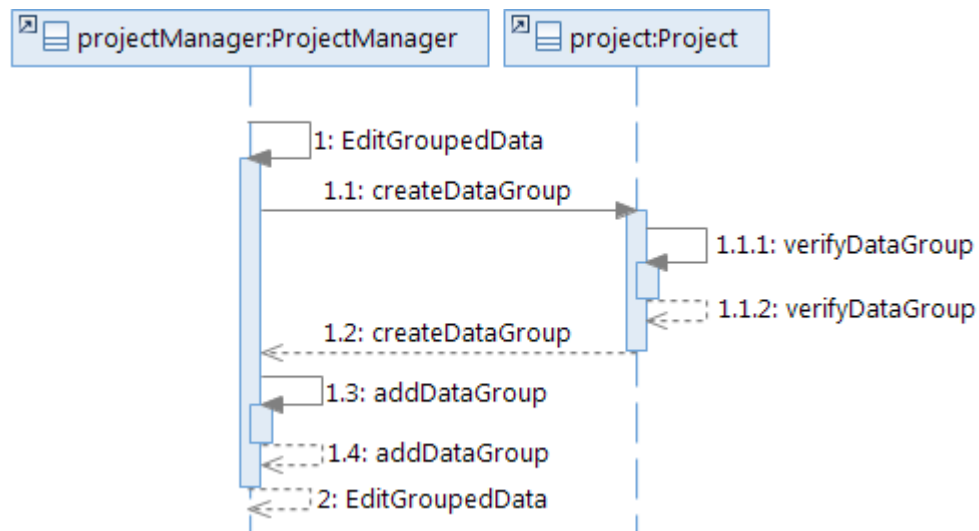 projectManager:ProjectManager
project:Project
1: EditGroupedData
1.1: createDataGroup
1.1.1: verifyDataGroup
1.1.2: verifyDataGroup
1.2: createDataGroup
1.3: addDataGroup
1.4: addDataGroup
2: EditGroupedData